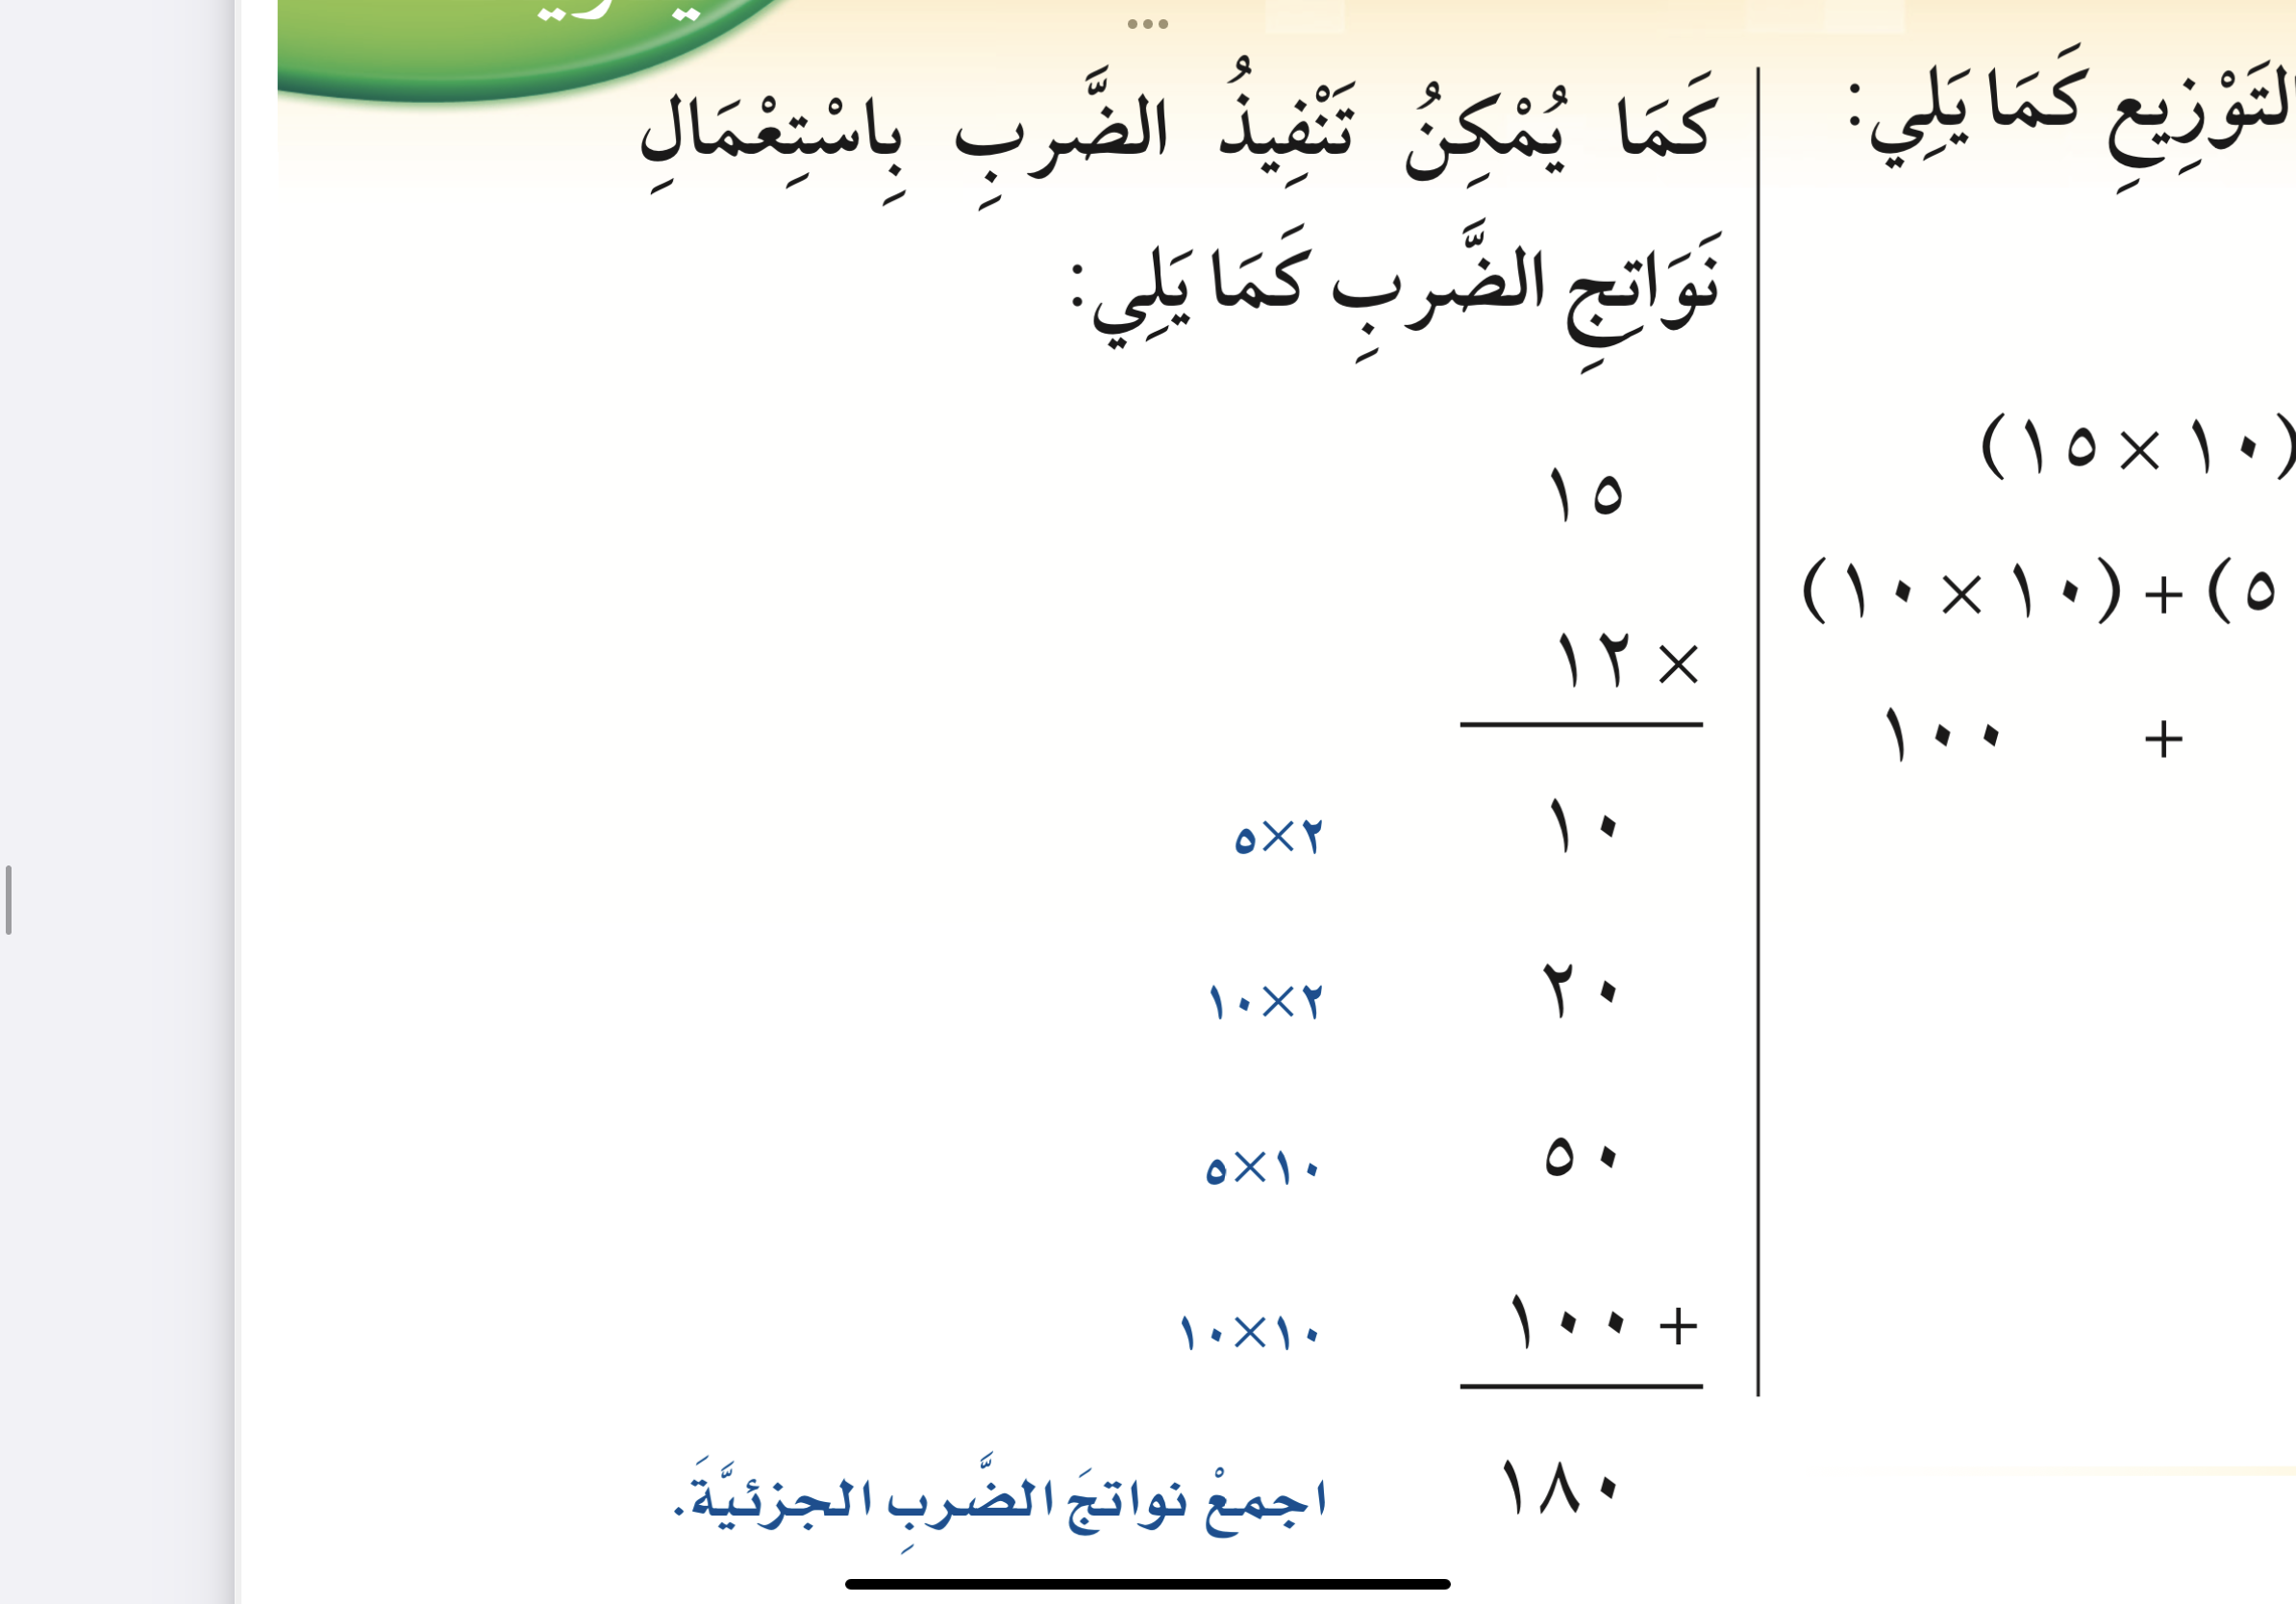 لتَوْزِيعِ كَمَا يَلِي:
(١٠ × ١٥)
٥) + (١٠ × ١٠)
+ ١٠٠
كَمَا يُمْكِنُ تَنْفِيذُ الضَّربِ بِاسْتِعْمَالِ
نَوَاتِجِ الضَّربِ كَمَا يَلِي:
١٥
× ١٢
١٠ ٢×٥
٢٠ ٢×١٠
٥٠ ١٠×٥
+ ١٠٠ ١٠×١٠
١٨٠ اجمعْ نواتجَ الضَّربِ الجزئيَّةَ.